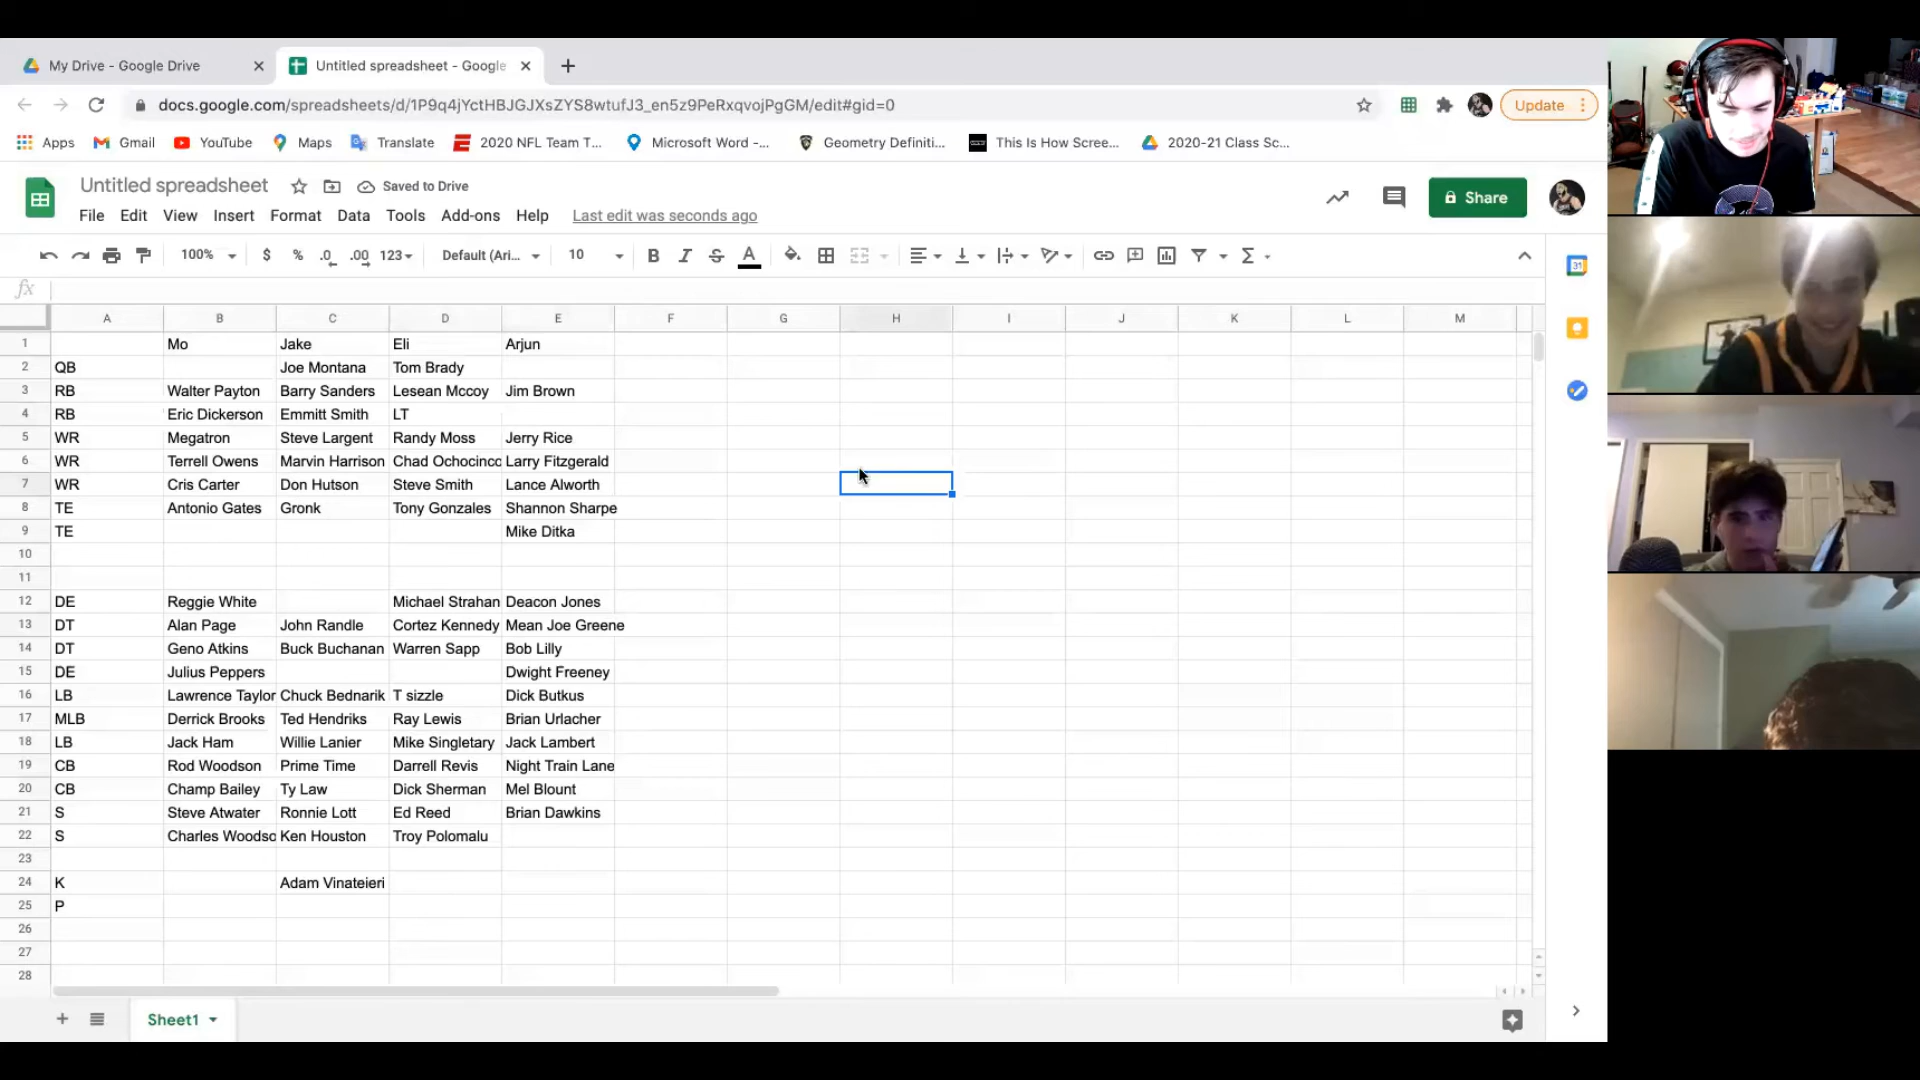 My Drive - Google Drive
Untitled spreadsheet - Google
docs.google.com/spreadsheets/d/1P9q4jYctHBJGJXsZYS8wtufJ3_en5z9PeRxqvojPgGM/edit#gid=0
Update
Apps Gmail YouTube Maps Translate 2020 NFL Team T... Microsoft Word -... Geometry Definiti... This Is How Scree... 2020-21 Class Sc...
Untitled spreadsheet Saved to Drive
File Edit View Insert Format Data Tools Add-ons Help Last edit was seconds ago
Share
100% $ % .0 .00 123 Default (Ari... 10 B I S A
31
fx
A B C D E F G H I J K L M
1 Mo Jake Eli Arjun
2 QB Joe Montana Tom Brady
3 RB Walter Payton Barry Sanders Lesean Mccoy Jim Brown
4 RB Eric Dickerson Emmitt Smith LT
5 WR Megatron Steve Largent Randy Moss Jerry Rice
6 WR Terrell Owens Marvin Harrison Chad Ochocinco Larry Fitzgerald
7 WR Cris Carter Don Hutson Steve Smith Lance Alworth
8 TE Antonio Gates Gronk Tony Gonzales Shannon Sharpe
9 TE Mike Ditka
10
11
12 DE Reggie White Michael Strahan Deacon Jones
13 DT Alan Page John Randle Cortez Kennedy Mean Joe Greene
14 DT Geno Atkins Buck Buchanan Warren Sapp Bob Lilly
15 DE Julius Peppers Dwight Freeney
16 LB Lawrence Taylor Chuck Bednarik T sizzle Dick Butkus
17 MLB Derrick Brooks Ted Hendriks Ray Lewis Brian Urlacher
18 LB Jack Ham Willie Lanier Mike Singletary Jack Lambert
19 CB Rod Woodson Prime Time Darrell Revis Night Train Lane
20 CB Champ Bailey Ty Law Dick Sherman Mel Blount
21 S Steve Atwater Ronnie Lott Ed Reed Brian Dawkins
22 S Charles Woodso Ken Houston Troy Polomalu
23
24 K Adam Vinateieri
25 P
26
27
28
Sheet1